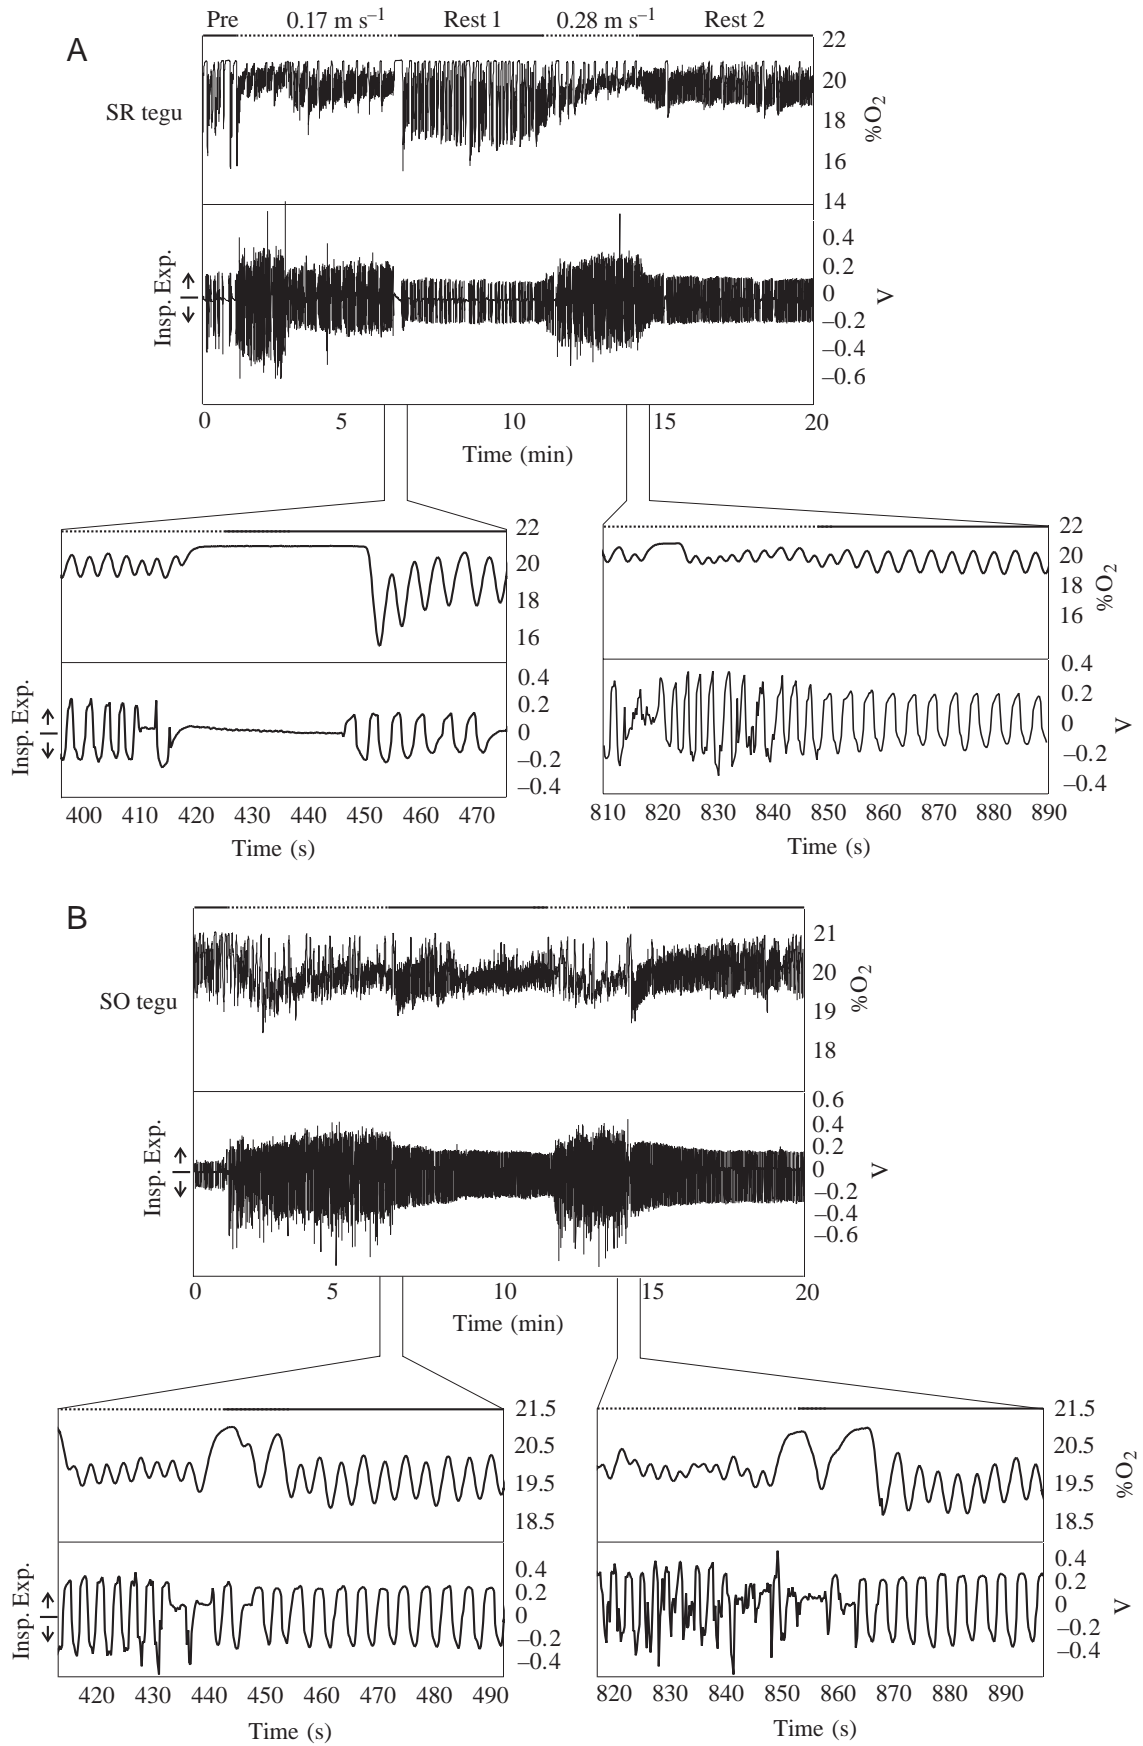 Pre 0.17 m s–1 Rest 1 0.28 m s–1 Rest 2
A
22
20
18
16
14
%O2
SR tegu
0.4
0.2
0
–0.2
–0.4
–0.6
V
Insp. Exp.
0 5 10 15 20
Time (min)
22
20
18
16
0.4
0.2
0
–0.2
–0.4
Insp. Exp.
400 410 420 430 440 450 460 470
Time (s)
22
20
18
16
%O2
0.4
0.2
0
–0.2
–0.4
V
810 820 830 840 850 860 870 880 890
Time (s)
B
21
20
19
18
%O2
SO tegu
0.6
0.4
0.2
0
–0.2
–0.4
–0.6
V
Insp. Exp.
0 5 10 15 20
Time (min)
21.5
20.5
19.5
18.5
0.4
0.2
0
–0.2
–0.4
Insp. Exp.
420 430 440 450 460 470 480 490
Time (s)
21.5
20.5
19.5
18.5
%O2
0.4
0.2
0
–0.2
–0.4
V
820 830 840 850 860 870 880 890
Time (s)